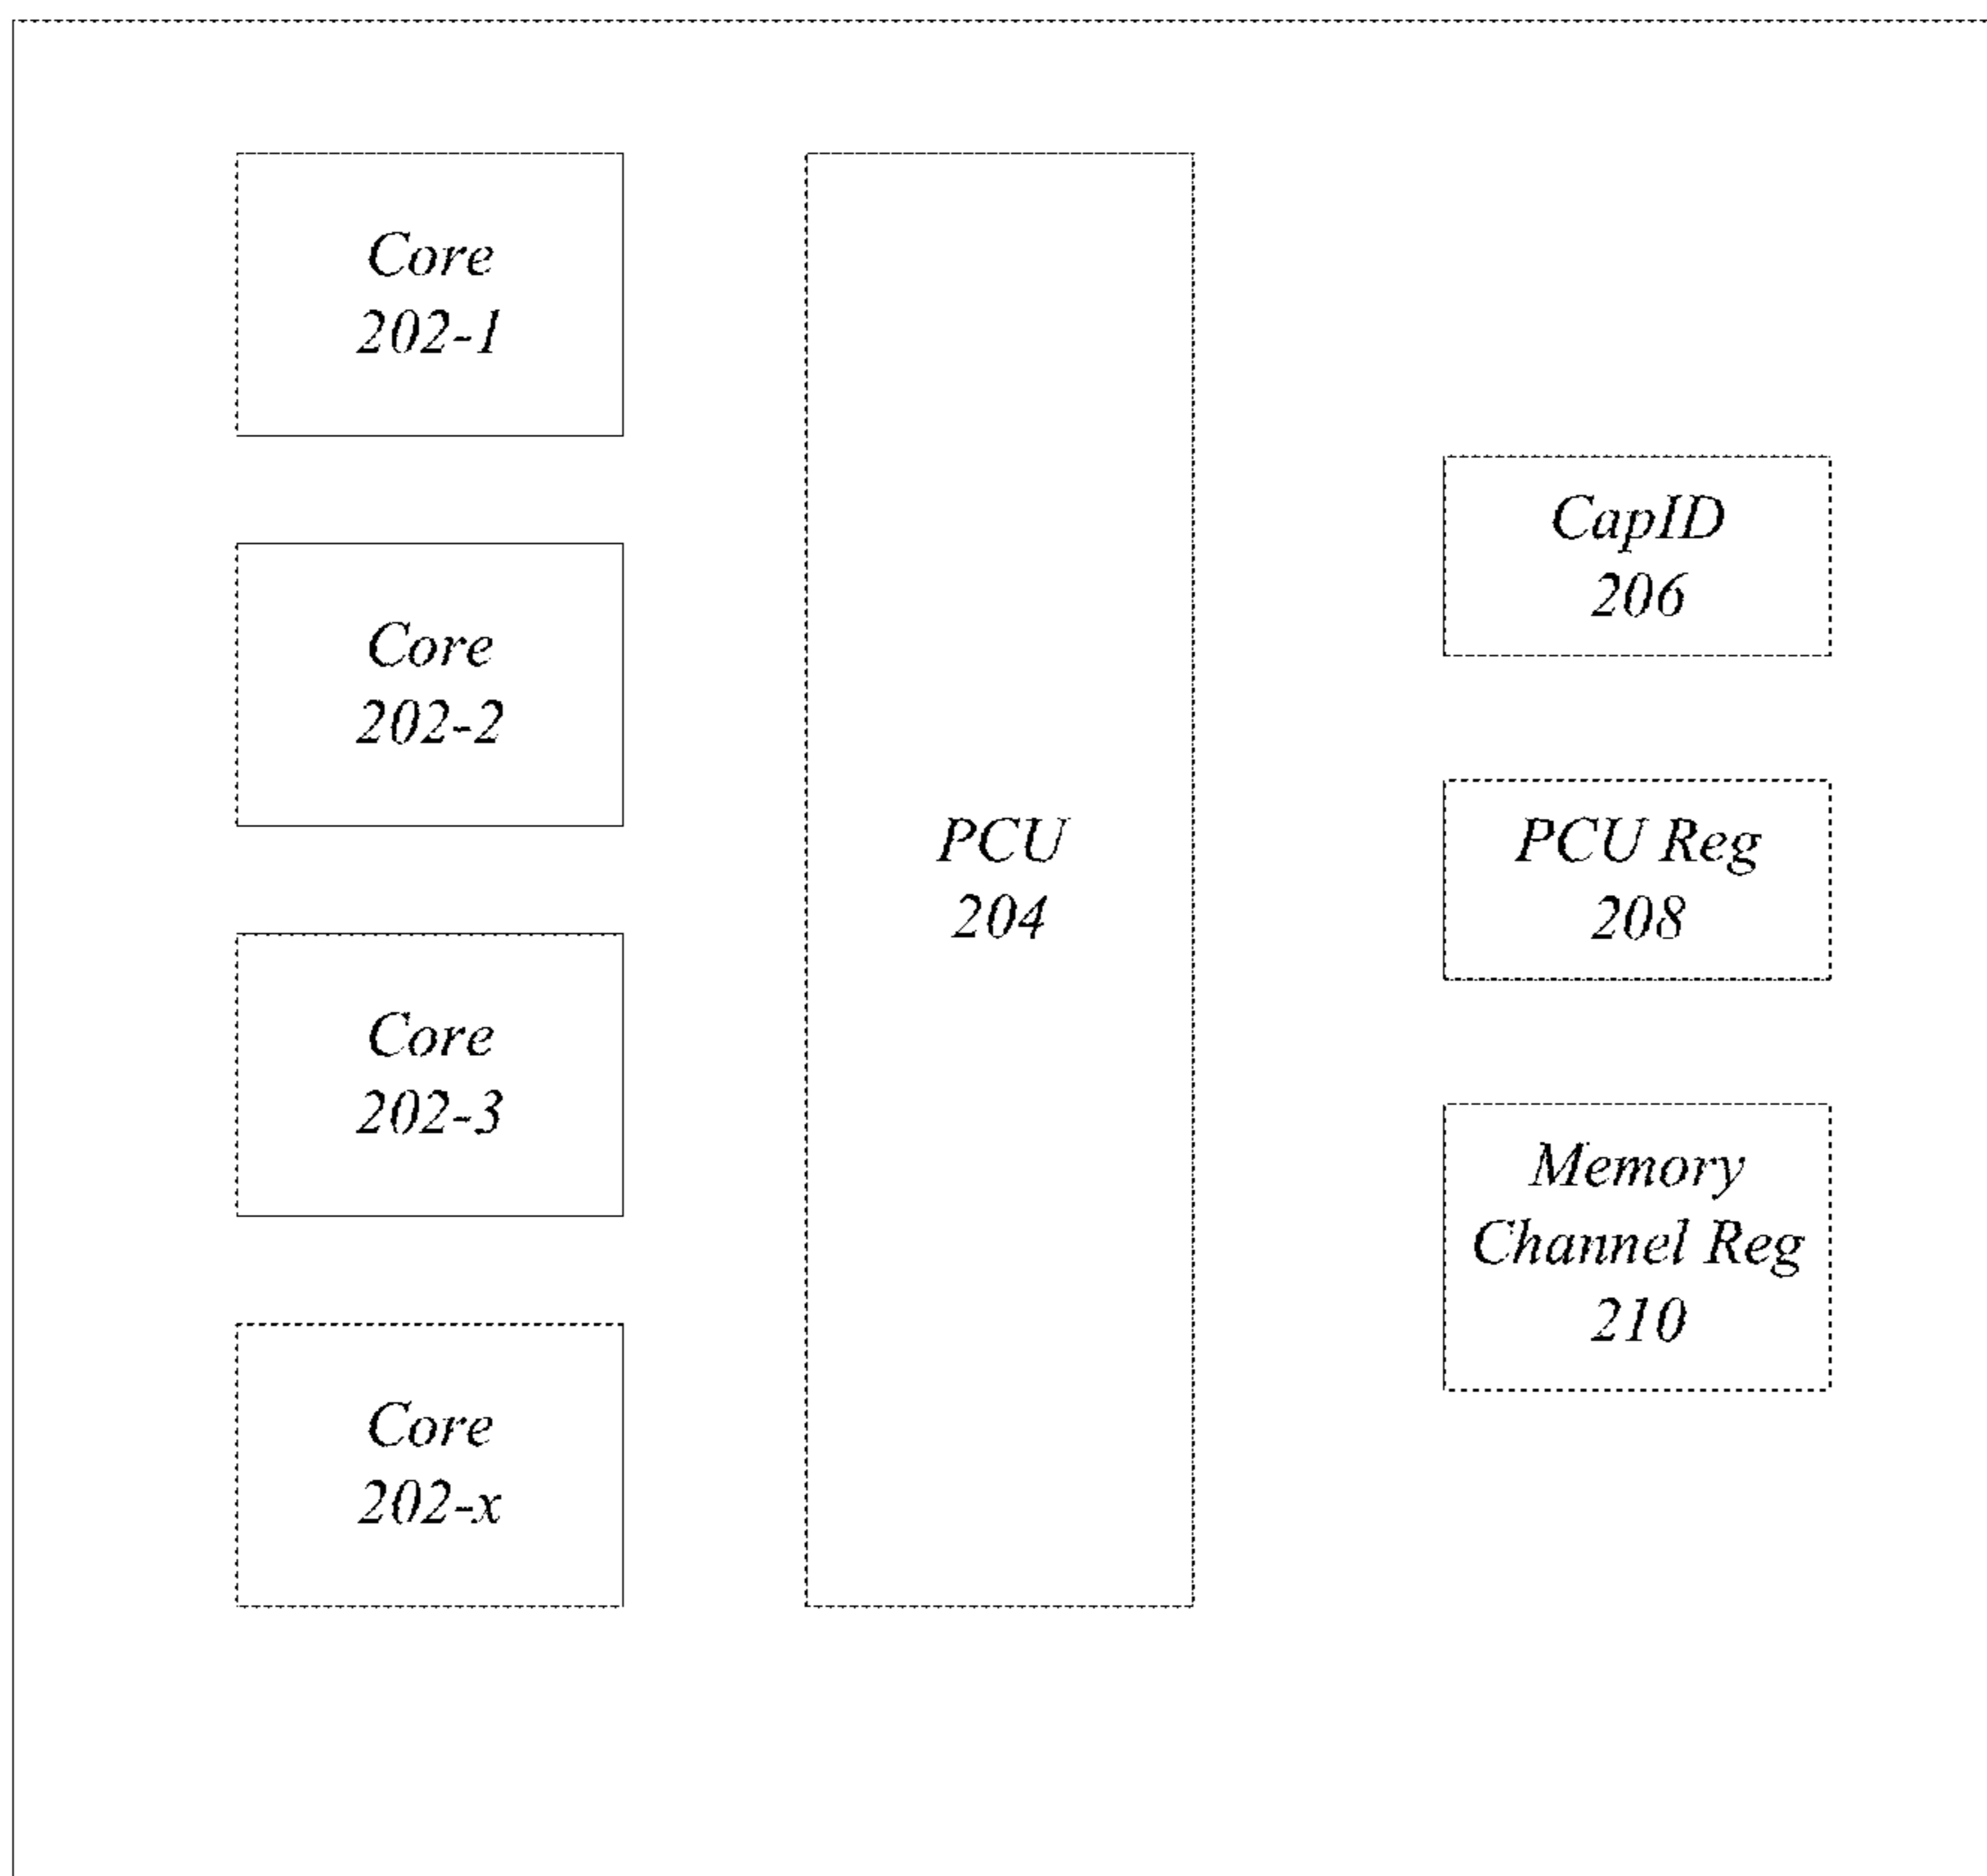 Core
202-1
Core
202-2
Core
202-3
Core
202-x
PCU
204
CapID
206
PCU Reg
208
Memory
Channel Reg
210